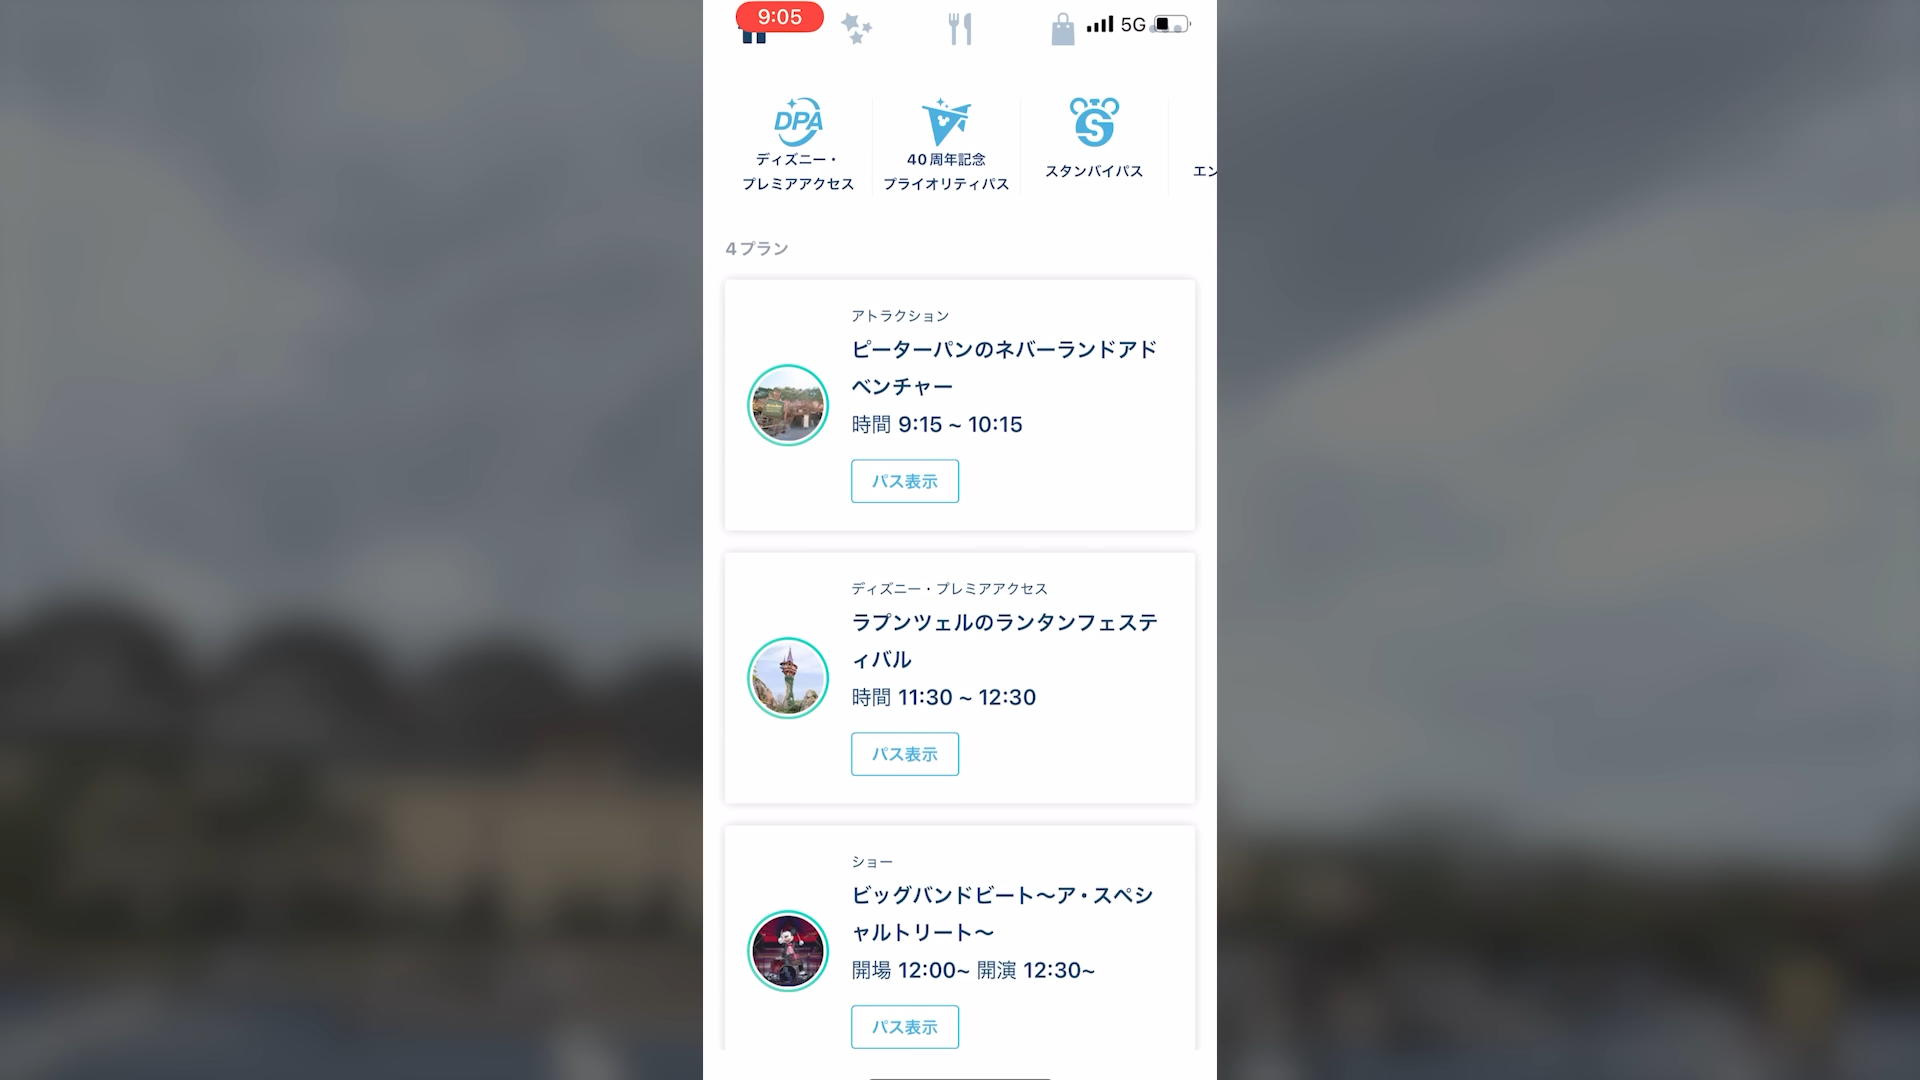 9:05
5G
DPA
ディズニー・
プレミアアクセス
40周年記念
プライオリティパス
S
スタンバイパス
エン
4プラン
アトラクション
ピーターパンのネバーランドアド
ベンチャー
時間 9:15 ~ 10:15
パス表示
ディズニー・プレミアアクセス
ラプンツェルのランタンフェステ
ィバル
時間 11:30 ~ 12:30
パス表示
ショー
ビッグバンドビート〜ア・スペシ
ャルトリート〜
開場 12:00~ 開演 12:30~
パス表示